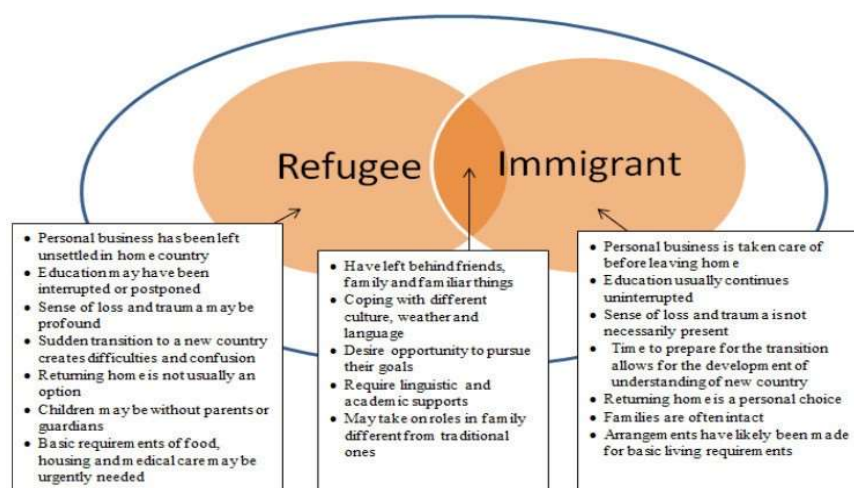 Refugee
Immigrant
• Personal business has been left
unsettled in home country
• Education may have been
interrupted or postponed
• Sense of loss and trauma may be
profound
• Sudden transition to a new country
creates difficulties and confusion
• Returning home is not usually an
option
• Children may be without parents or
guardians
• Basic requirements of food,
housing and medical care may be
urgently needed
• Have left behind friends,
family and familiar things
• Coping with different
culture, weather and
language
• Desire opportunity to pursue
their goals
• Require linguistic and
academic supports
• May take on roles in family
different from traditional
ones
• Personal business is taken care of
before leaving home
• Education usually continues
uninterrupted
• Sense of loss and trauma is not
necessarily present
• Time to prepare for the transition
allows for the development of
understanding of new country
• Returning home is a personal choice
• Families are often intact
• Arrangements have likely been made
for basic living requirements